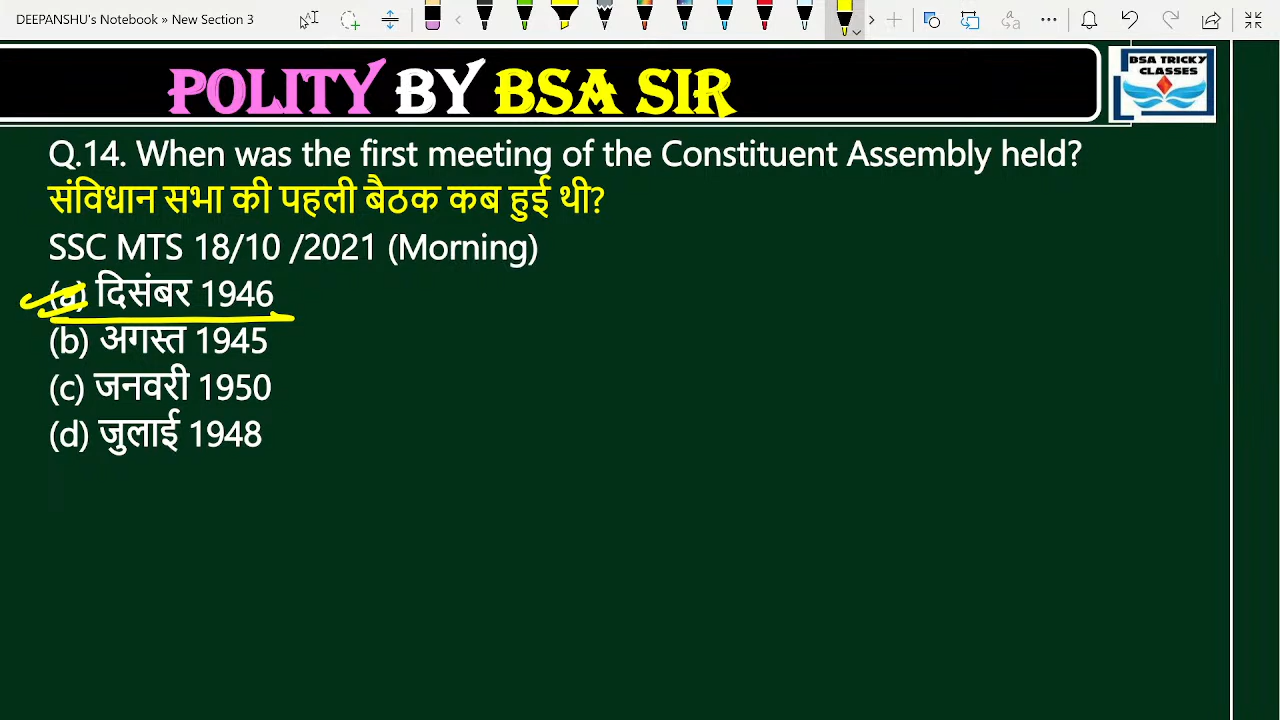 DEEPANSHU's Notebook » New Section 3
POLITY BY BSA SIR
BSA TRICKY
CLASSES
Q.14. When was the first meeting of the Constituent Assembly held?
संविधान सभा की पहली बैठक कब हुई थी?
SSC MTS 18/10 /2021 (Morning)
(a) दिसंबर 1946
(b) अगस्त 1945
(c) जनवरी 1950
(d) जुलाई 1948